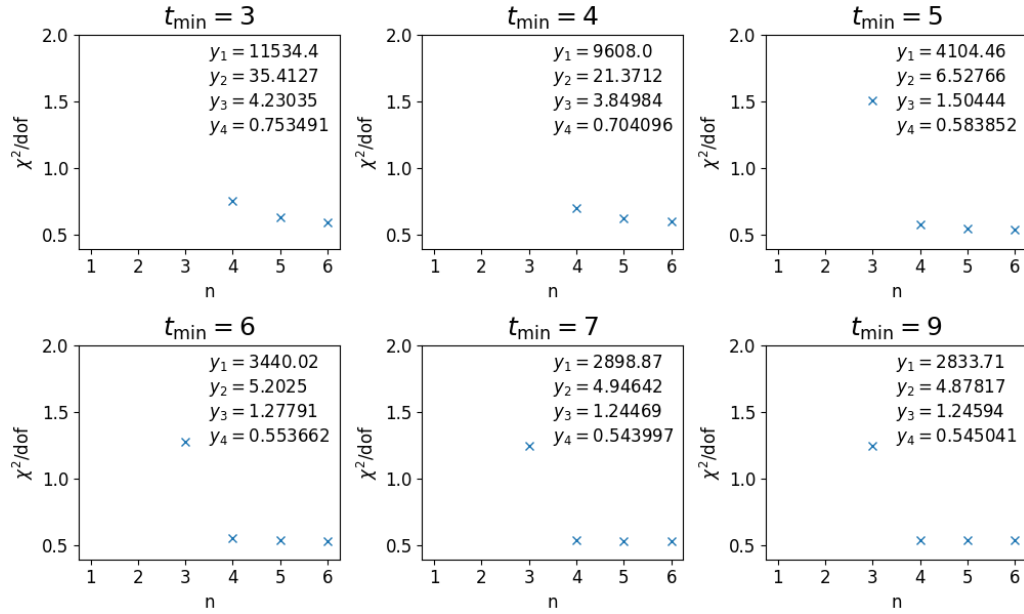 t_min = 3
2.0
1.5
1.0
0.5
χ²/dof
y₁ = 11534.4
y₂ = 35.4127
y₃ = 4.23035
y₄ = 0.753491
1 2 3 4 5 6
n
t_min = 4
2.0
1.5
1.0
0.5
χ²/dof
y₁ = 9608.0
y₂ = 21.3712
y₃ = 3.84984
y₄ = 0.704096
1 2 3 4 5 6
n
t_min = 5
2.0
1.5
1.0
0.5
χ²/dof
y₁ = 4104.46
y₂ = 6.52766
y₃ = 1.50444
y₄ = 0.583852
1 2 3 4 5 6
n
t_min = 6
2.0
1.5
1.0
0.5
χ²/dof
y₁ = 3440.02
y₂ = 5.2025
y₃ = 1.27791
y₄ = 0.553662
1 2 3 4 5 6
n
t_min = 7
2.0
1.5
1.0
0.5
χ²/dof
y₁ = 2898.87
y₂ = 4.94642
y₃ = 1.24469
y₄ = 0.543997
1 2 3 4 5 6
n
t_min = 9
2.0
1.5
1.0
0.5
χ²/dof
y₁ = 2833.71
y₂ = 4.87817
y₃ = 1.24594
y₄ = 0.545041
1 2 3 4 5 6
n